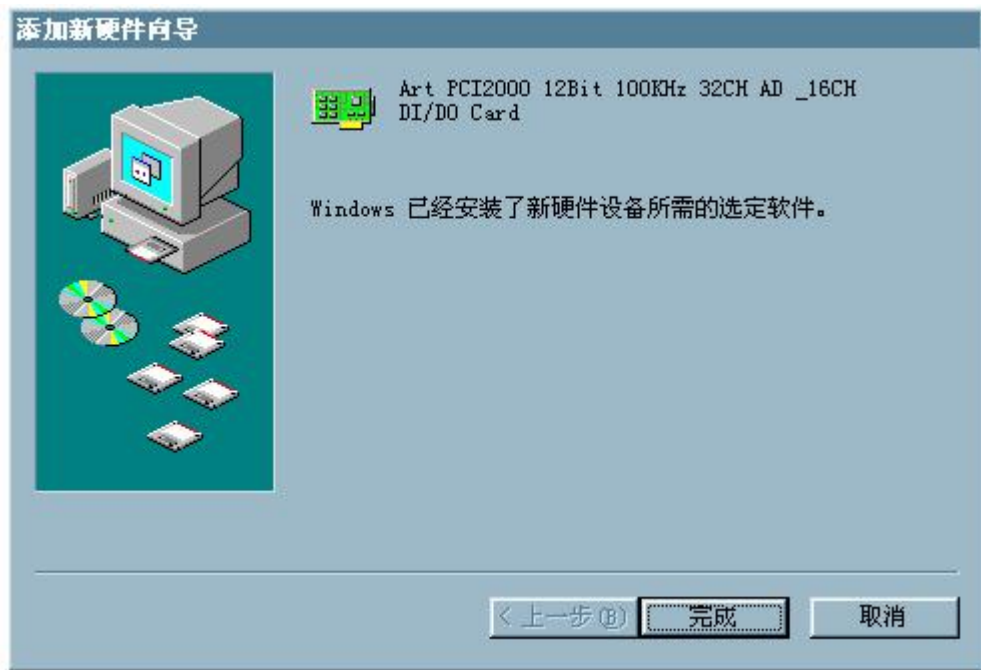 添加新硬件向导
Art PCI2000 12Bit 100KHz 32CH AD _16CH
DI/DO Card
Windows 已经安装了新硬件设备所需的选定软件。
< 上一步(B)
完成
取消